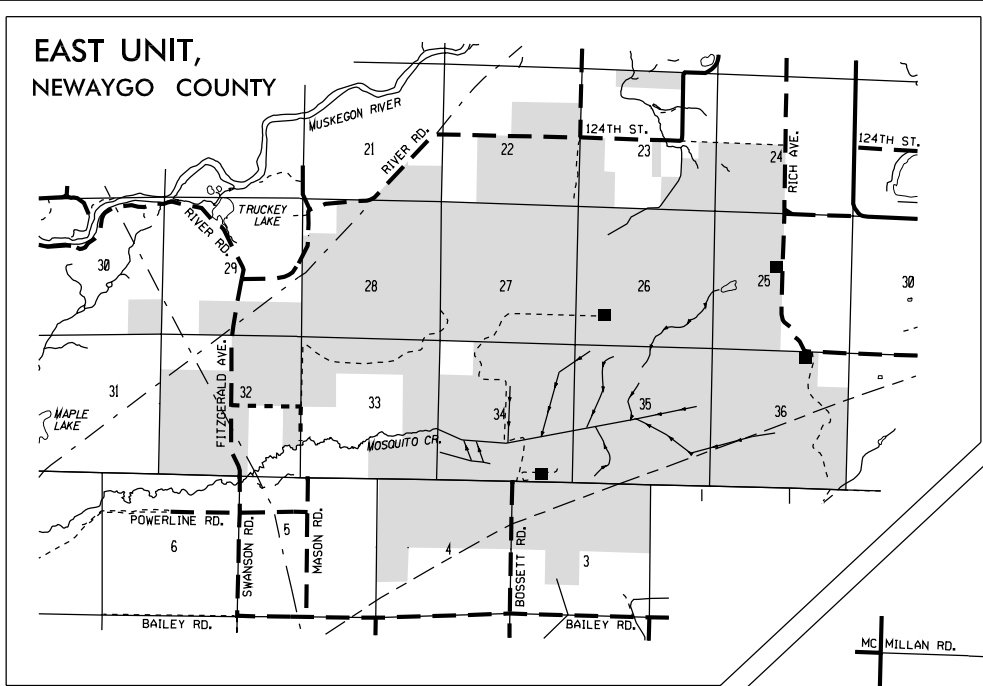 EAST UNIT,
NEWAYGO COUNTY
MUSKEGON RIVER
21
RIVER RD.
22
124TH ST.
23
24
RICH AVE.
124TH ST.
TRUCKEY
LAKE
RIVER RD.
30
29
28
27
26
25
30
31
FITZGERALD AVE.
32
33
34
35
36
MAPLE
LAKE
MOSQUITO CR.
POWERLINE RD.
6
SWANSON RD.
5
MASON RD.
4
BOSSETT RD.
3
BAILEY RD.
BAILEY RD.
MC MILLAN RD.